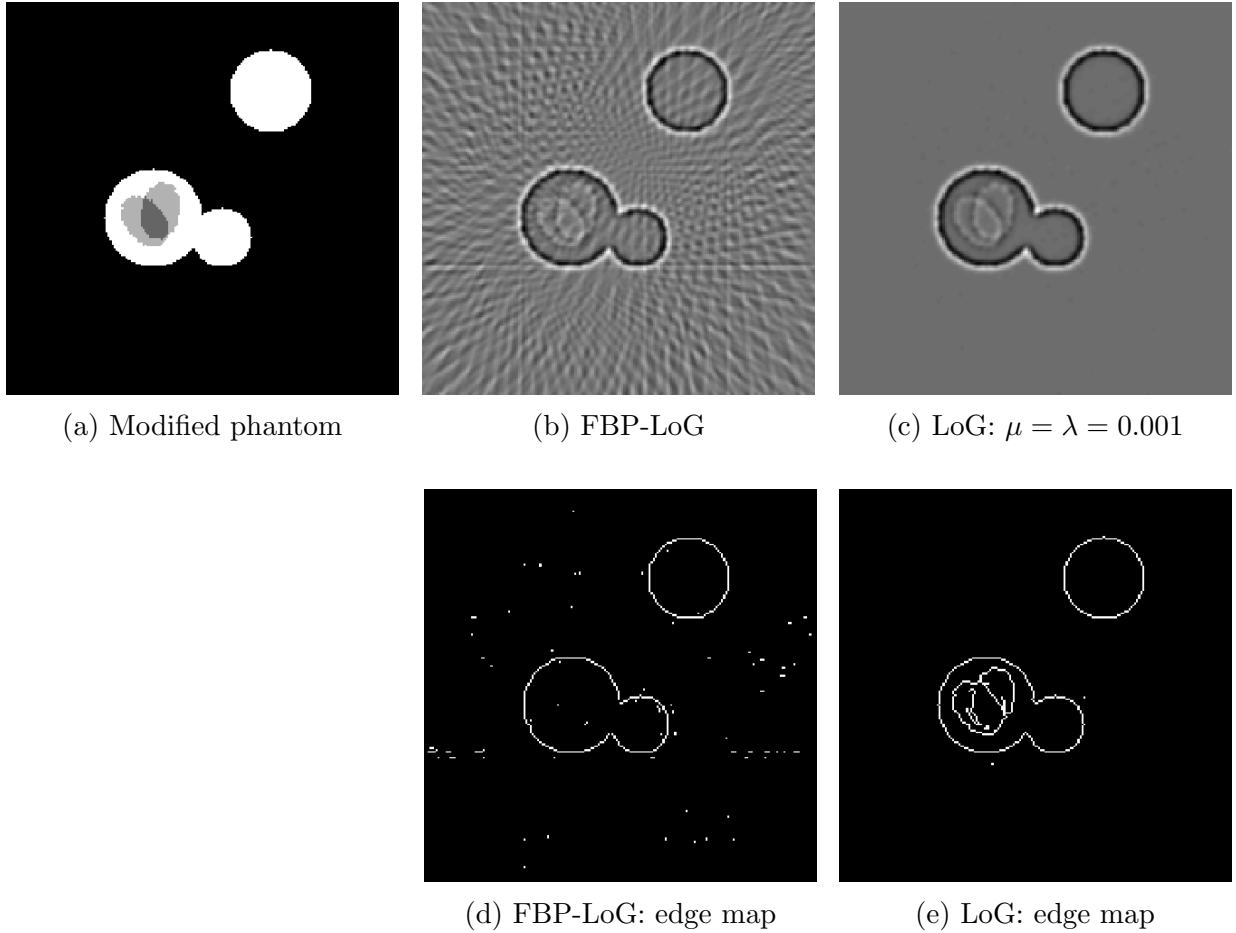 (a) Modified phantom
(b) FBP-LoG
(c) LoG: μ = λ = 0.001
(d) FBP-LoG: edge map
(e) LoG: edge map